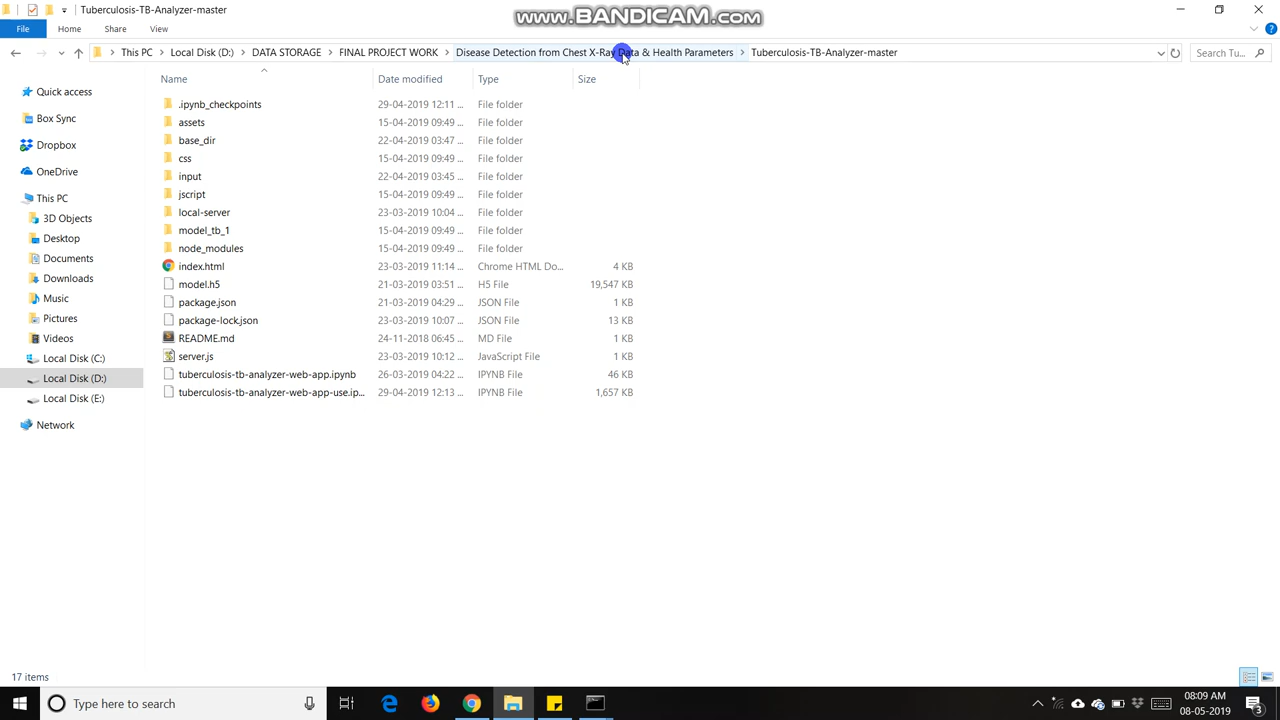 Tuberculosis-TB-Analyzer-master
www.BANDICAM.com
File Home Share View
This PC Local Disk (D:) DATA STORAGE FINAL PROJECT WORK Disease Detection from Chest X-Ray Data & Health Parameters Tuberculosis-TB-Analyzer-master Search Tu...
Name Date modified Type Size
Quick access
Box Sync
Dropbox
OneDrive
This PC
3D Objects
Desktop
Documents
Downloads
Music
Pictures
Videos
Local Disk (C:)
Local Disk (D:)
Local Disk (E:)
Network
.ipynb_checkpoints 29-04-2019 12:11 ... File folder
assets 15-04-2019 09:49 ... File folder
base_dir 22-04-2019 03:47 ... File folder
css 15-04-2019 09:49 ... File folder
input 22-04-2019 03:45 ... File folder
jscript 15-04-2019 09:49 ... File folder
local-server 23-03-2019 10:04 ... File folder
model_tb_1 15-04-2019 09:49 ... File folder
node_modules 15-04-2019 09:49 ... File folder
index.html 23-03-2019 11:14 ... Chrome HTML Do... 4 KB
model.h5 21-03-2019 03:51 ... H5 File 19,547 KB
package.json 21-03-2019 04:29 ... JSON File 1 KB
package-lock.json 23-03-2019 10:07 ... JSON File 13 KB
README.md 24-11-2018 06:45 ... MD File 1 KB
server.js 23-03-2019 10:12 ... JavaScript File 1 KB
tuberculosis-tb-analyzer-web-app.ipynb 26-03-2019 04:22 ... IPYNB File 46 KB
tuberculosis-tb-analyzer-web-app-use.ip... 29-04-2019 12:13 ... IPYNB File 1,657 KB
17 items
Type here to search
08:09 AM
08-05-2019
3